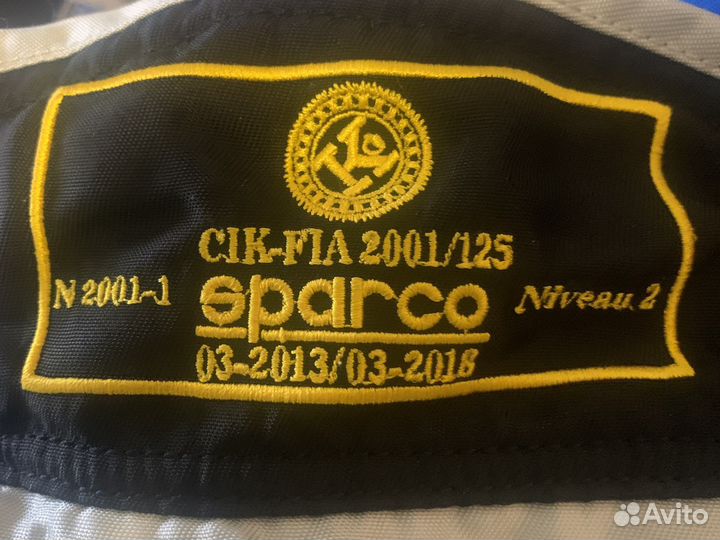 CIK-FIA 2001/125
N 2001-1
sparco
Niveau 2
03-2013/03-2018
Avito